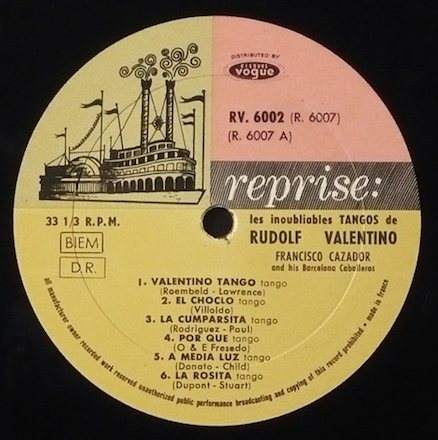 DISTRIBUTED BY
DISQUES
vogue
RV. 6002 (R. 6007)
(R. 6007 A)
reprise:
33 1/3 R.P.M.
BIEM
D.R.
les inoubliables TANGOS de
RUDOLF VALENTINO
FRANCISCO CAZADOR
and his Barcelona Caballeros
1. VALENTINO TANGO tango
(Roembeld - Lawrence)
2. EL CHOCLO tango
(Villoldo)
3. LA CUMPARSITA tango
(Rodriguez - Paul)
4. POR QUE tango
(O & E Fresedo)
5. A MEDIA LUZ tango
(Donato - Child)
6. LA ROSITA tango
(Dupont - Stuart)
all manufacturer owner recorded work reserved unauthorized public performance broadcasting and copying of this record prohibited • made in france